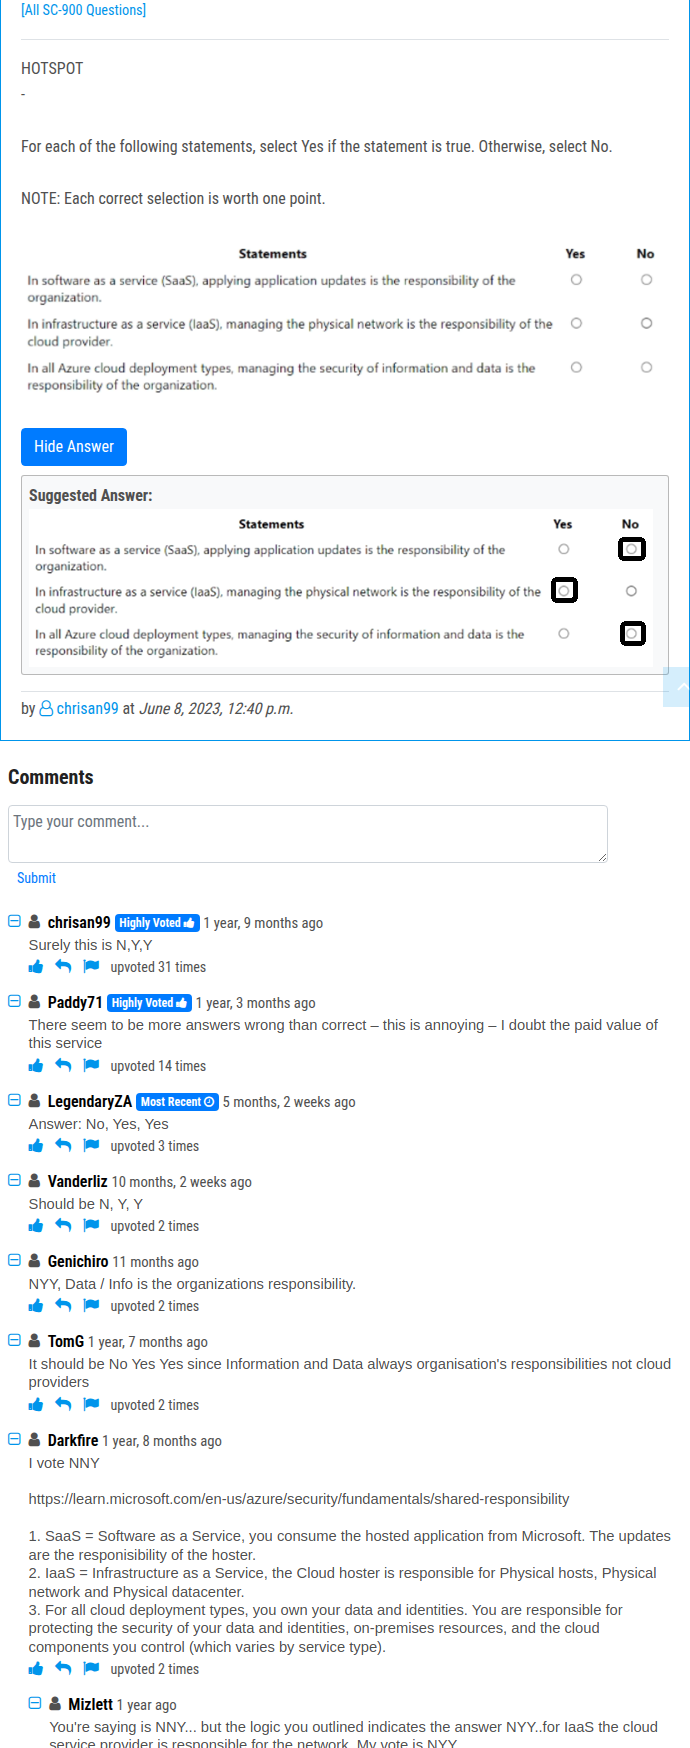 [All SC-900 Questions]
HOTSPOT
-
For each of the following statements, select Yes if the statement is true. Otherwise, select No.
NOTE: Each correct selection is worth one point.
Statements Yes No
In software as a service (SaaS), applying application updates is the responsibility of the
organization.
In infrastructure as a service (IaaS), managing the physical network is the responsibility of the
cloud provider.
In all Azure cloud deployment types, managing the security of information and data is the
responsibility of the organization.
Hide Answer
Suggested Answer:
Statements Yes No
In software as a service (SaaS), applying application updates is the responsibility of the
organization.
In infrastructure as a service (IaaS), managing the physical network is the responsibility of the
cloud provider.
In all Azure cloud deployment types, managing the security of information and data is the
responsibility of the organization.
by chrisan99 at June 8, 2023, 12:40 p.m.
Comments
Type your comment...
Submit
chrisan99 Highly Voted 1 year, 9 months ago
Surely this is N,Y,Y
upvoted 31 times
Paddy71 Highly Voted 1 year, 3 months ago
There seem to be more answers wrong than correct – this is annoying – I doubt the paid value of
this service
upvoted 14 times
LegendaryZA Most Recent 5 months, 2 weeks ago
Answer: No, Yes, Yes
upvoted 3 times
Vanderliz 10 months, 2 weeks ago
Should be N, Y, Y
upvoted 2 times
Genichiro 11 months ago
NYY, Data / Info is the organizations responsibility.
upvoted 2 times
TomG 1 year, 7 months ago
It should be No Yes Yes since Information and Data always organisation's responsibilities not cloud
providers
upvoted 2 times
Darkfire 1 year, 8 months ago
I vote NNY
https://learn.microsoft.com/en-us/azure/security/fundamentals/shared-responsibility
1. SaaS = Software as a Service, you consume the hosted application from Microsoft. The updates
are the responisibility of the hoster.
2. IaaS = Infrastructure as a Service, the Cloud hoster is responsible for Physical hosts, Physical
network and Physical datacenter.
3. For all cloud deployment types, you own your data and identities. You are responsible for
protecting the security of your data and identities, on-premises resources, and the cloud
components you control (which varies by service type).
upvoted 2 times
Mizlett 1 year ago
You're saying is NNY... but the logic you outlined indicates the answer NYY..for IaaS the cloud
service provider is responsible for the network. My vote is NYY